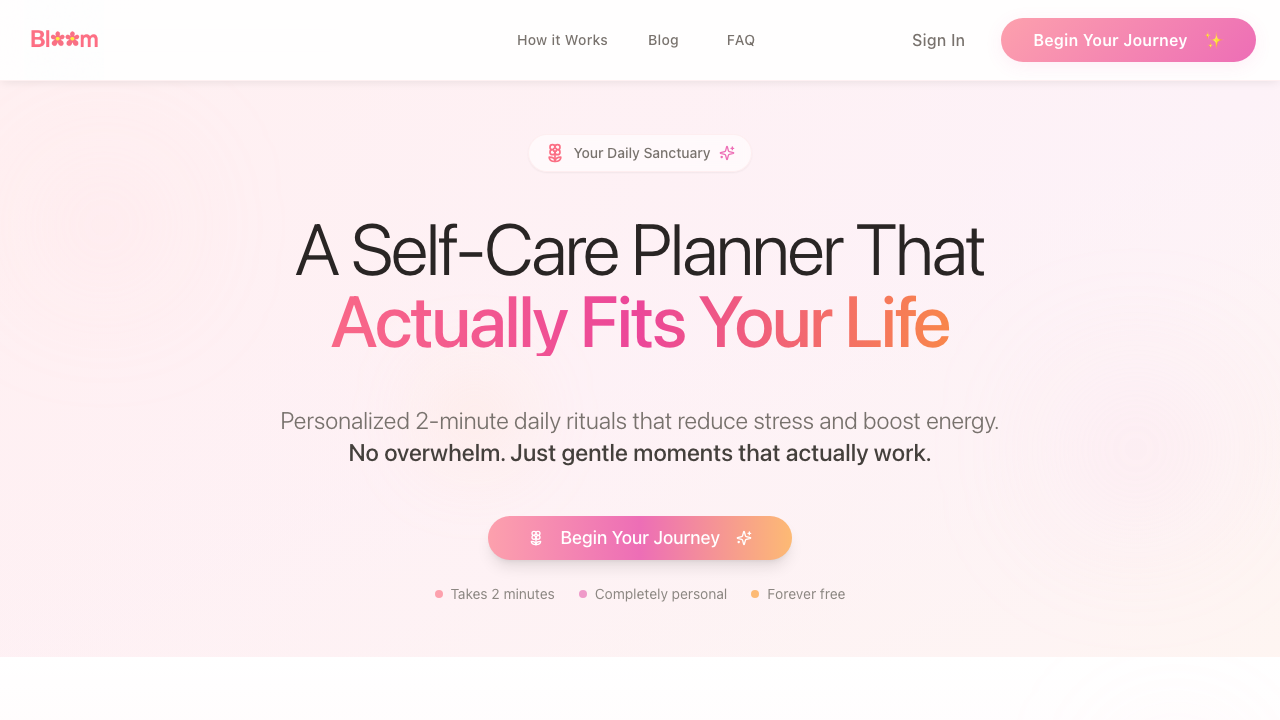 Bloom
How it Works
Blog
FAQ
Sign In
Begin Your Journey ✨
Your Daily Sanctuary
A Self-Care Planner That
Actually Fits Your Life
Personalized 2-minute daily rituals that reduce stress and boost energy.
No overwhelm. Just gentle moments that actually work.
Begin Your Journey
Takes 2 minutes
Completely personal
Forever free